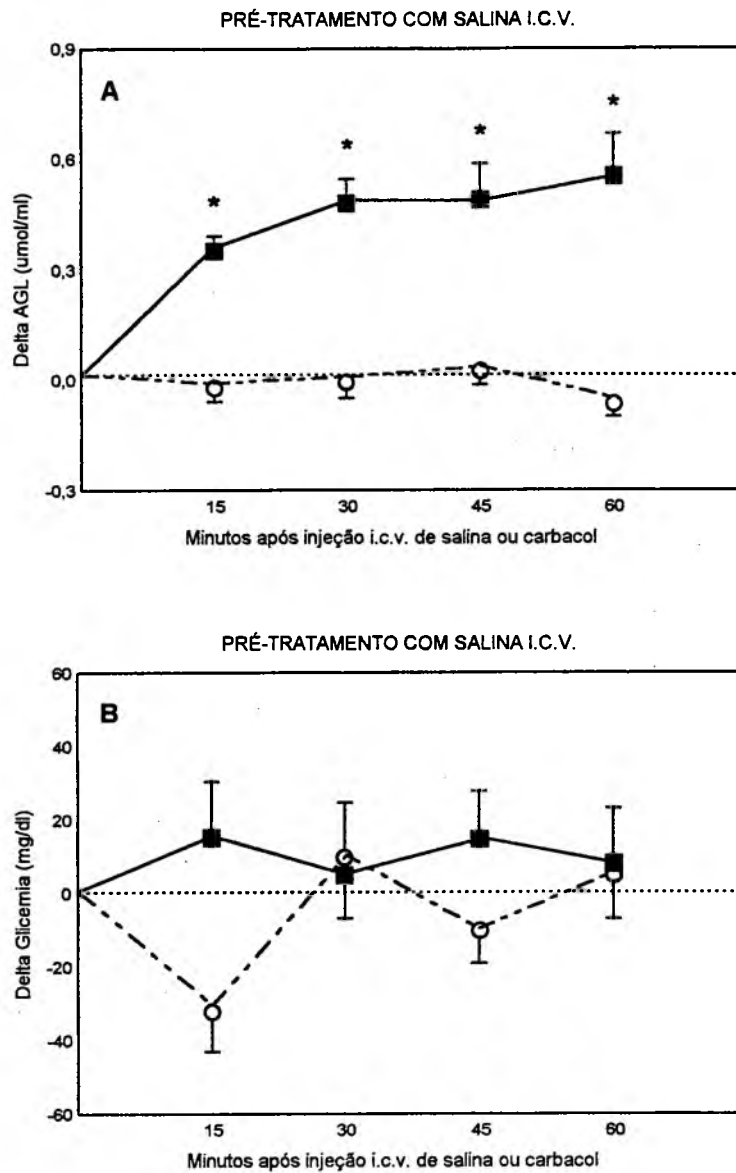 PRÉ-TRATAMENTO COM SALINA I.C.V.
0,9
A
* * * *
0,6
0,3
0,0
-0,3
Delta AGL (umol/ml)
15 30 45 60
Minutos após injeção i.c.v. de salina ou carbacol
PRÉ-TRATAMENTO COM SALINA I.C.V.
60
B
40
20
0
-20
-40
-60
Delta Glicemia (mg/dl)
15 30 45 60
Minutos após injeção i.c.v. de salina ou carbacol